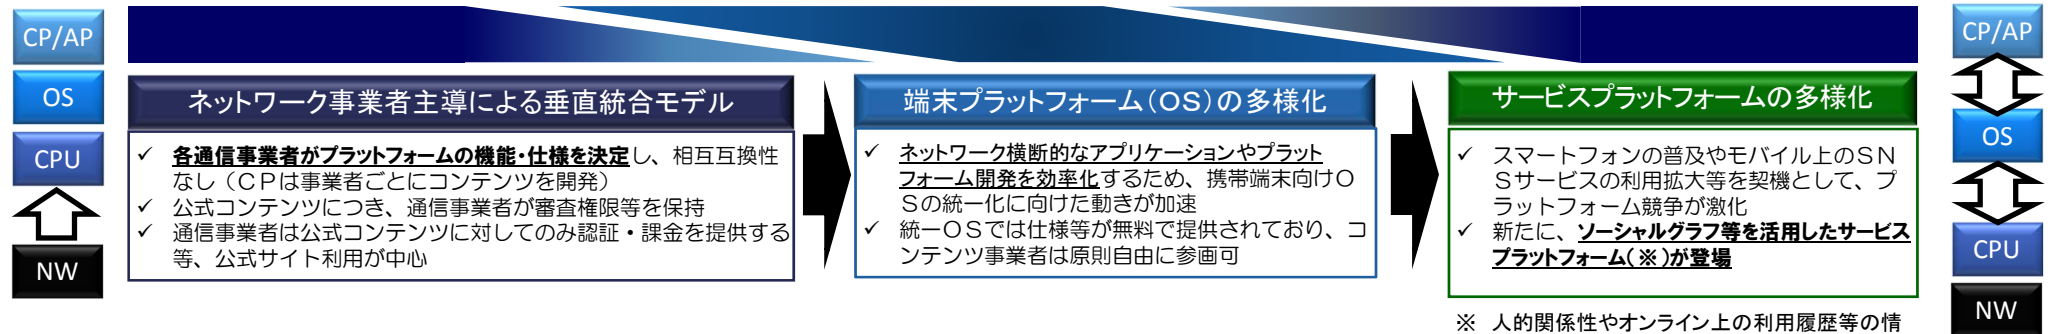 CP/AP
OS
CPU
NW
ネットワーク事業者主導による垂直統合モデル
✓ 各通信事業者がプラットフォームの機能・仕様を決定し、相互互換性
なし（ＣＰは事業者ごとにコンテンツを開発）
✓ 公式コンテンツにつき、通信事業者が審査権限等を保持
✓ 通信事業者は公式コンテンツに対してのみ認証・課金を提供する
等、公式サイト利用が中心
端末プラットフォーム（ＯＳ）の多様化
✓ ネットワーク横断的なアプリケーションやプラット
フォーム開発を効率化するため、携帯端末向けＯ
Ｓの統一化に向けた動きが加速
✓ 統一ＯＳでは仕様等が無料で提供されており、コ
ンテンツ事業者は原則自由に参画可
サービスプラットフォームの多様化
✓ スマートフォンの普及やモバイル上のＳＮ
Ｓサービスの利用拡大等を契機として、プ
ラットフォーム競争が激化
✓ 新たに、ソーシャルグラフ等を活用したサービス
プラットフォーム（※）が登場
※ 人的関係性やオンライン上の利用履歴等の情
CP/AP
OS
CPU
NW